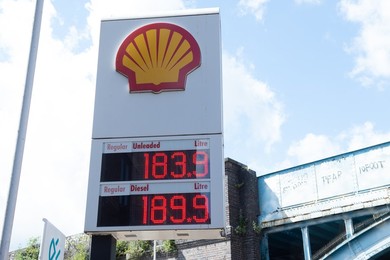 Regular Unleaded Litre
183.9
Regular Diesel Litre
189.9